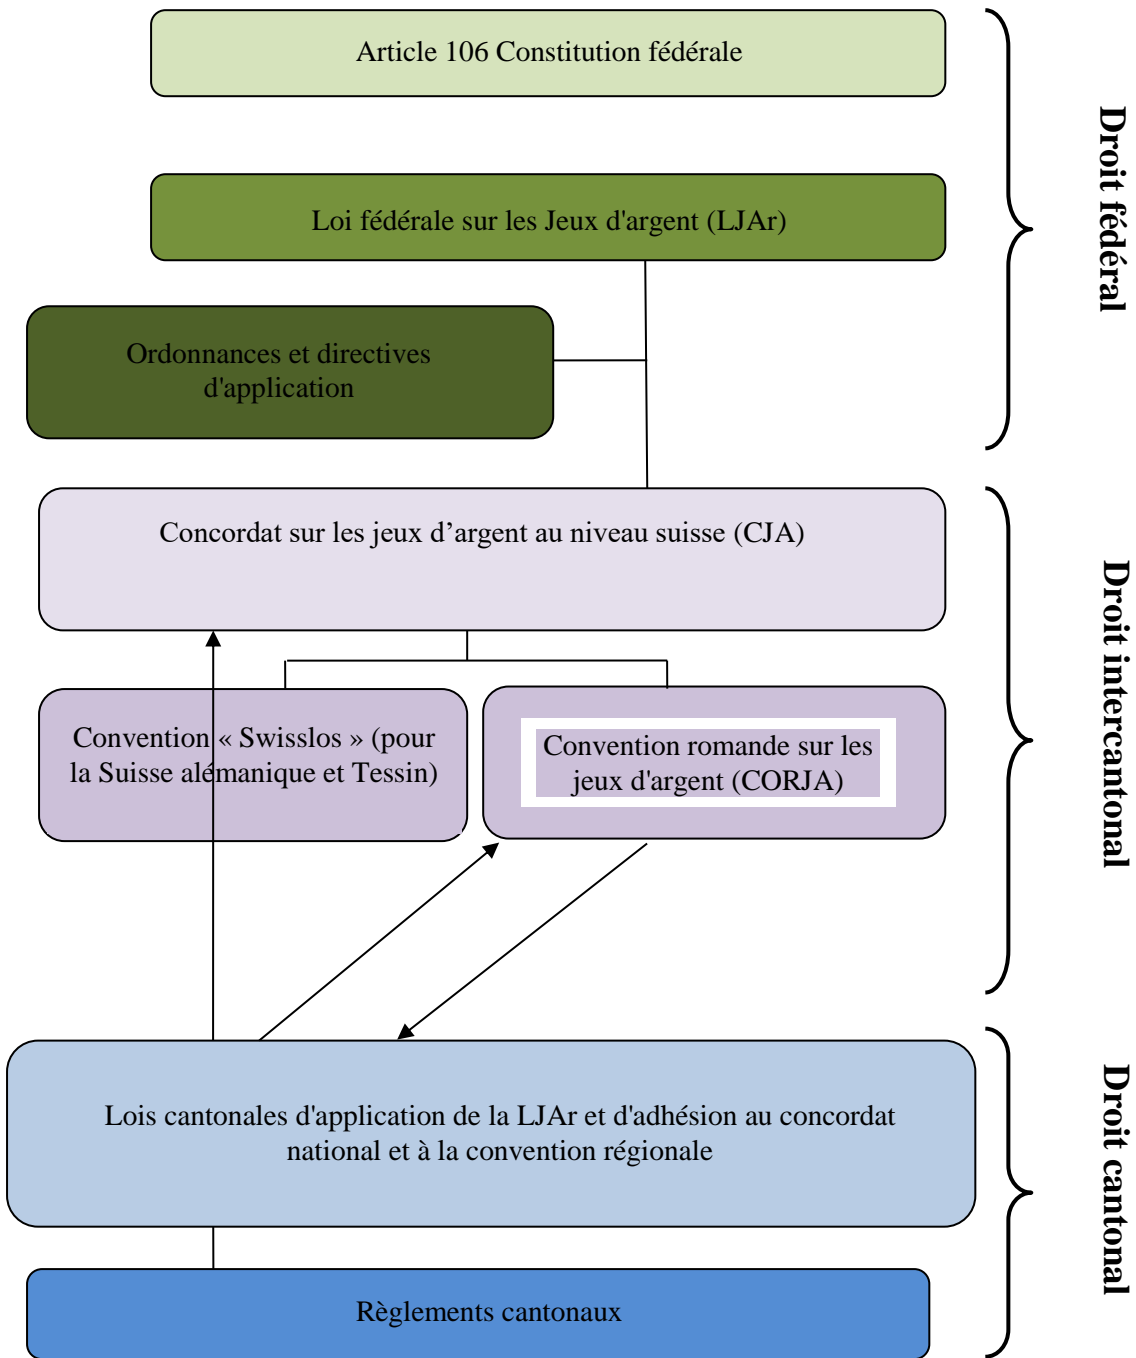 Article 106 Constitution fédérale
Droit fédéral
Loi fédérale sur les Jeux d'argent (LJAr)
Ordonnances et directives
d'application
Concordat sur les jeux d’argent au niveau suisse (CJA)
Droit intercantonal
Convention « Swisslos » (pour
la Suisse alémanique et Tessin)
Convention romande sur les
jeux d'argent (CORJA)
Lois cantonales d'application de la LJAr et d'adhésion au concordat
national et à la convention régionale
Droit cantonal
Règlements cantonaux